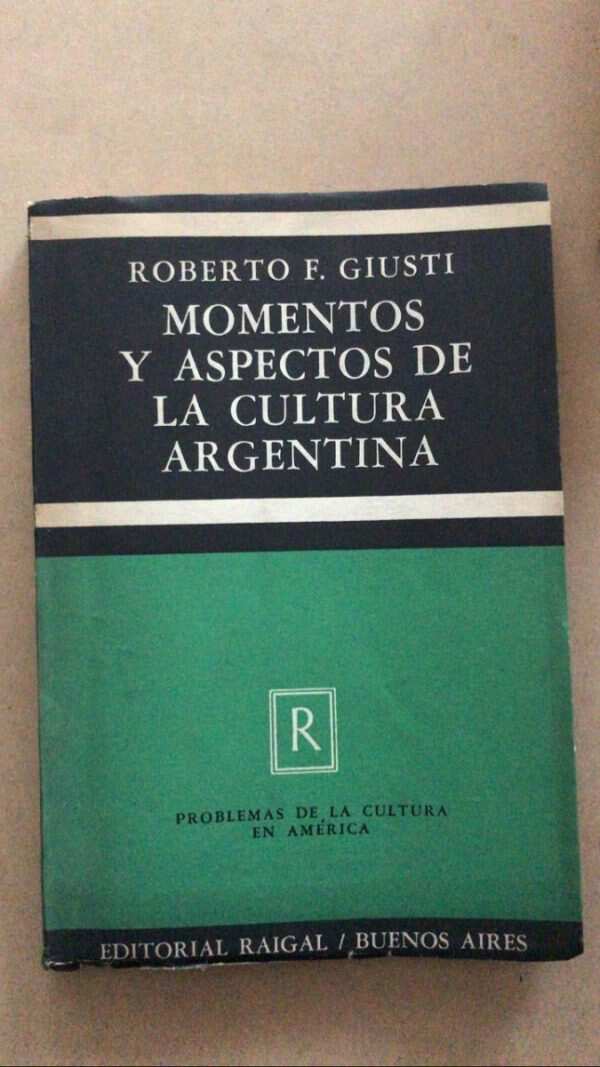 ROBERTO F. GIUSTI
MOMENTOS
Y ASPECTOS DE
LA CULTURA
ARGENTINA
R
PROBLEMAS DE LA CULTURA
EN AMÉRICA
EDITORIAL RAIGAL / BUENOS AIRES